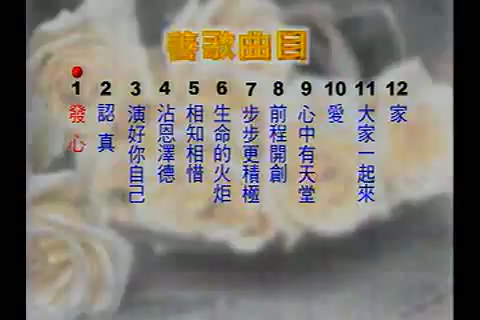 善歌曲目
1 發心
2 認真
3 演好你自己
4 沾恩澤德
5 相知相惜
6 生命的火炬
7 步步更積極
8 前程開創
9 心中有天堂
10 愛
11 大家一起來
12 家